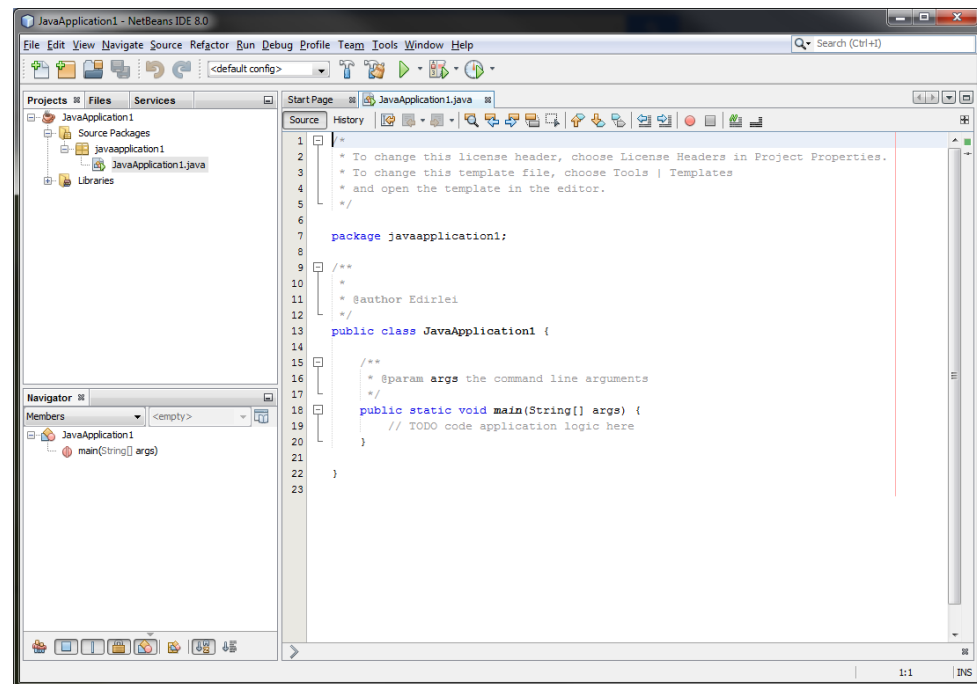 JavaApplication1 - NetBeans IDE 8.0
File Edit View Navigate Source Refactor Run Debug Profile Team Tools Window Help
Search (Ctrl+I)
<default config>
Projects Files Services
JavaApplication1
Source Packages
javaapplication1
JavaApplication1.java
Libraries
Start Page JavaApplication1.java
Source History
1 /*
2 * To change this license header, choose License Headers in Project Properties.
3 * To change this template file, choose Tools | Templates
4 * and open the template in the editor.
5 */
6
7 package javaapplication1;
8
9 /**
10 *
11 * @author Edirlei
12 */
13 public class JavaApplication1 {
14
15 /**
16 * @param args the command line arguments
17 */
18 public static void main(String[] args) {
19 // TODO code application logic here
20 }
21
22 }
23
Navigator
Members <empty>
JavaApplication1
main(String[] args)
1:1 INS